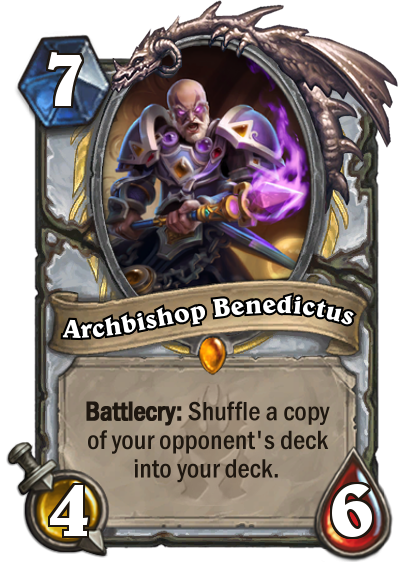 7
Archbishop Benedictus
Battlecry: Shuffle a copy
of your opponent's deck
into your deck.
4
6